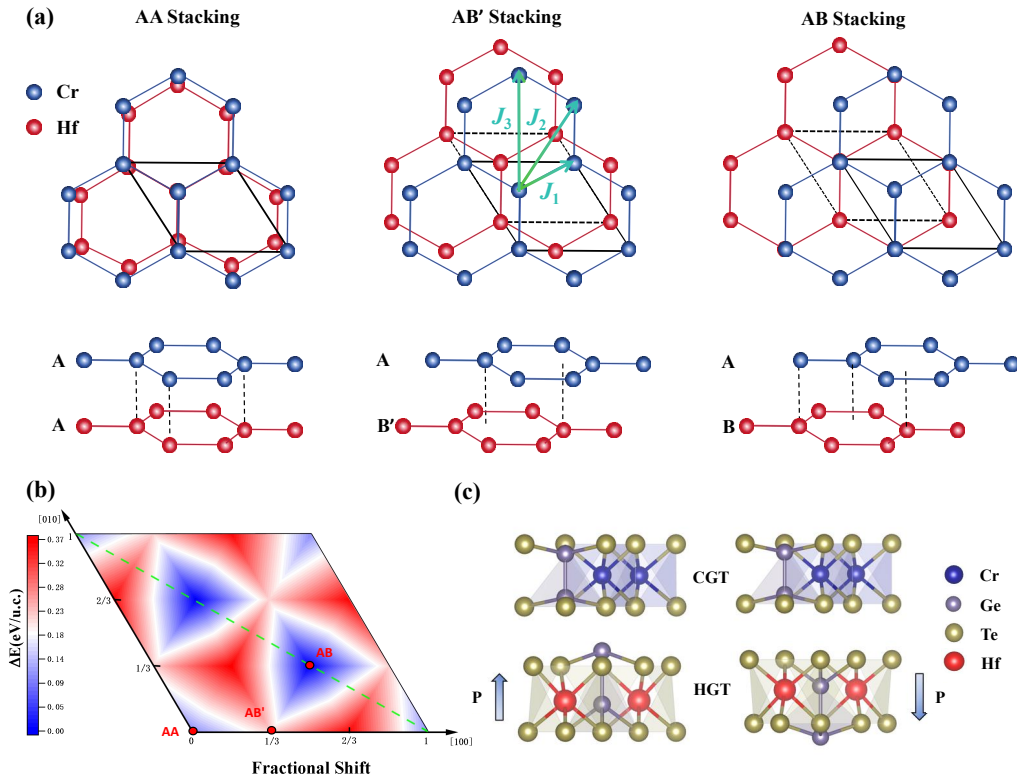 (a)
AA Stacking
AB′ Stacking
AB Stacking
Cr
Hf
J3
J2
J1
A
A
A
A
B′
B
(b)
[010]
ΔE(eV/u.c.)
0.37
0.33
0.28
0.23
0.18
0.14
0.09
0.05
0.00
1
2/3
1/3
AB
AA
AB'
0
1/3
2/3
1
[100]
Fractional Shift
(c)
CGT
HGT
P
P
Cr
Ge
Te
Hf